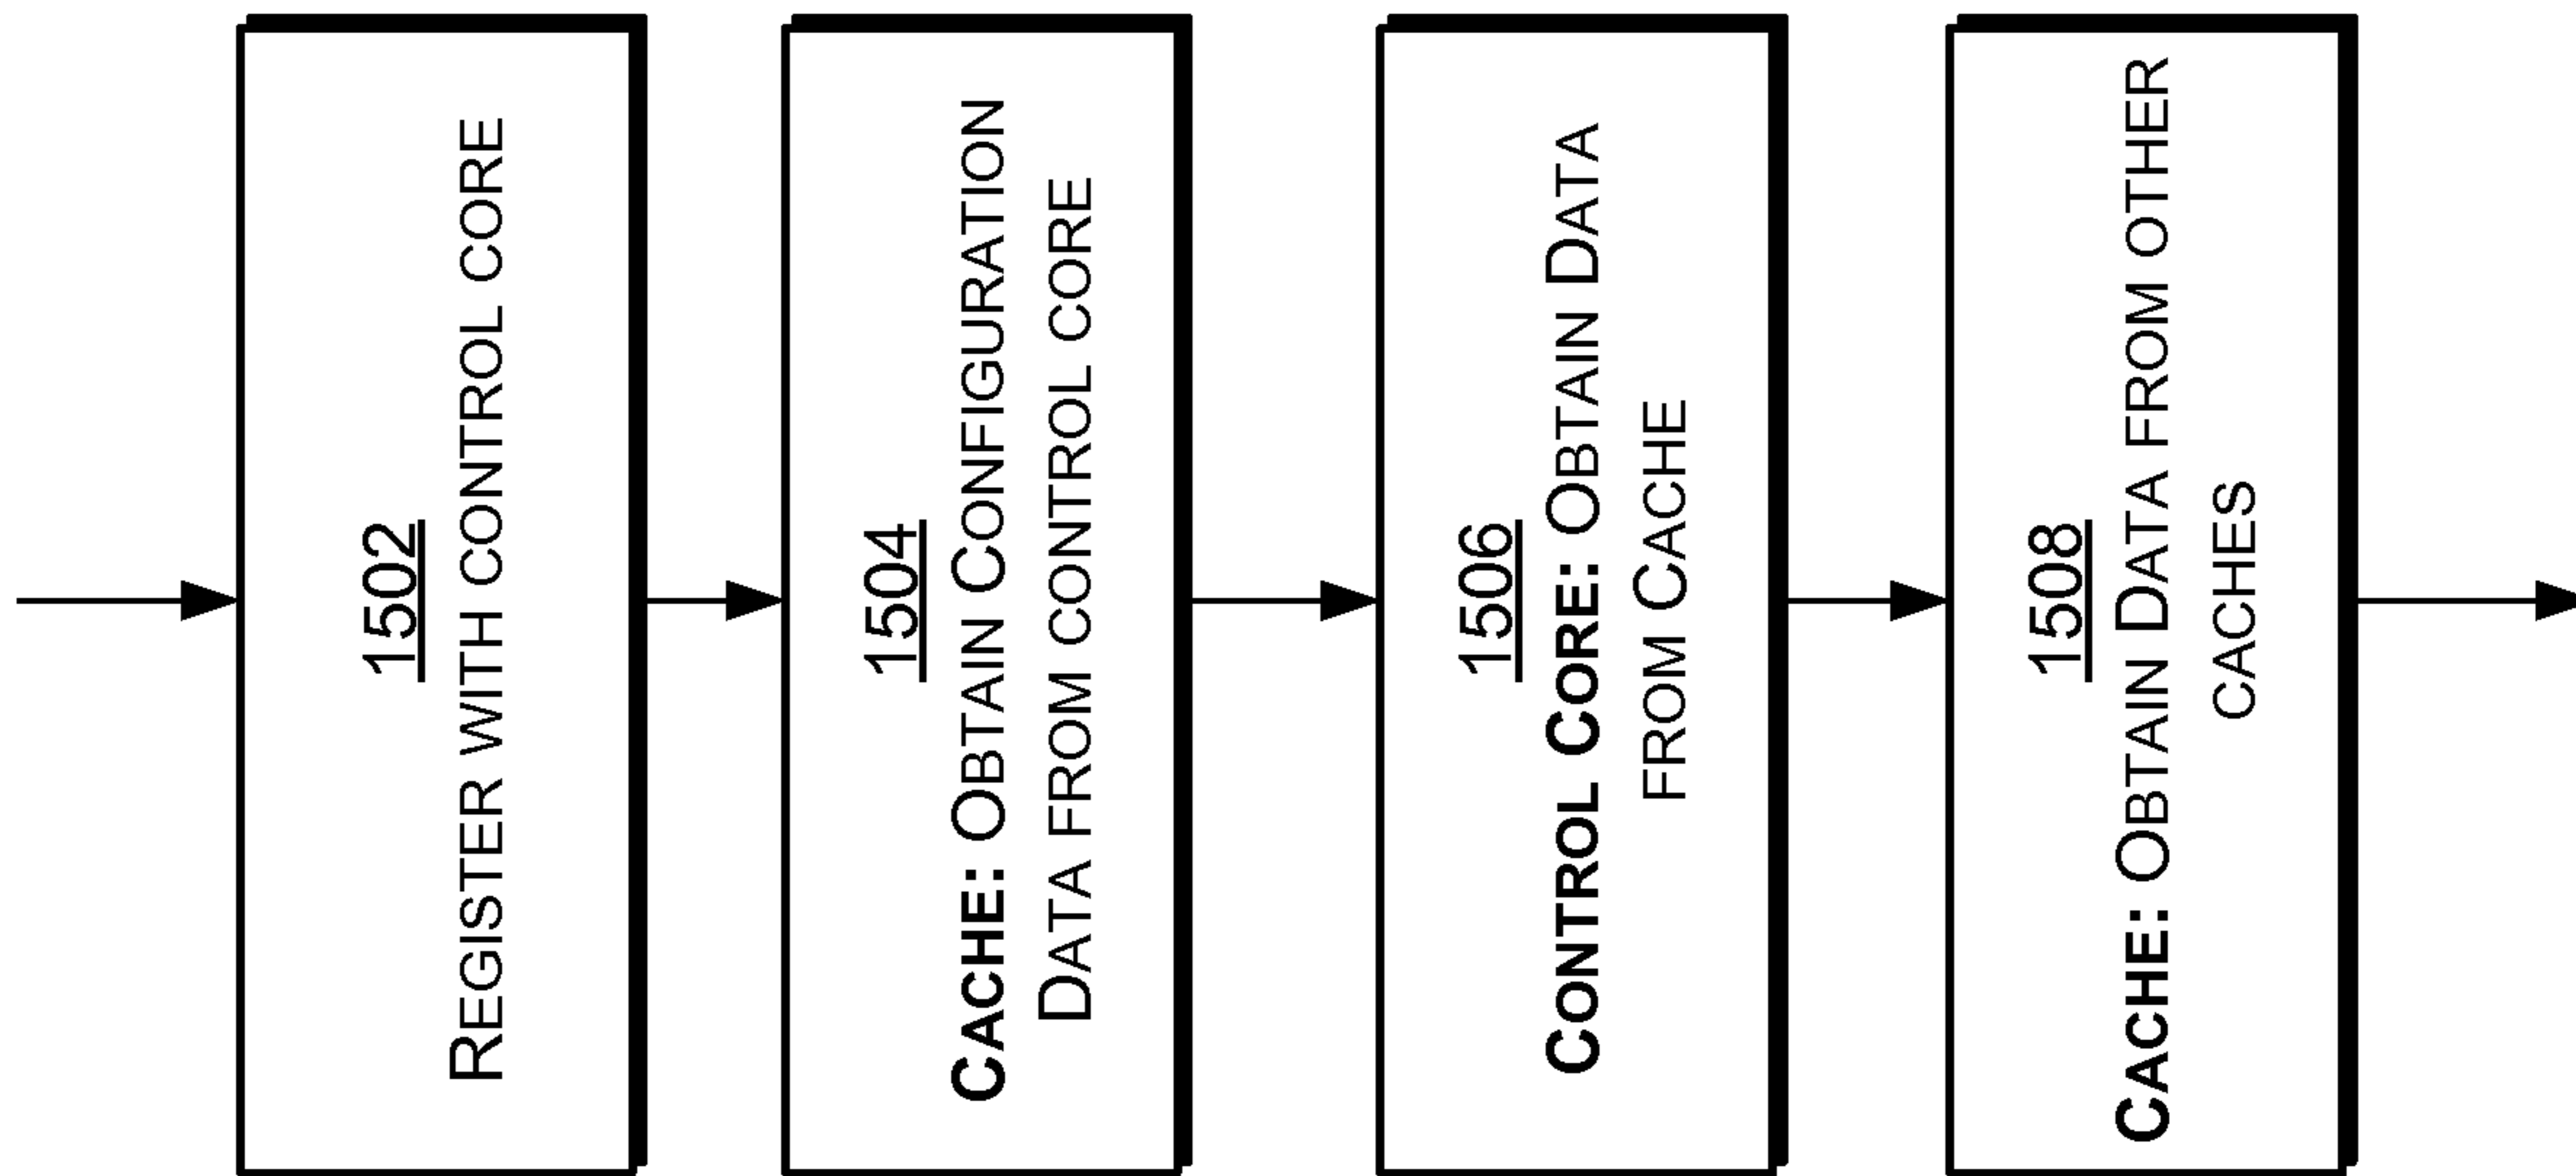 1502
REGISTER WITH CONTROL CORE
1504
CACHE: OBTAIN CONFIGURATION
DATA FROM CONTROL CORE
1506
CONTROL CORE: OBTAIN DATA
FROM CACHE
1508
CACHE: OBTAIN DATA FROM OTHER
CACHES